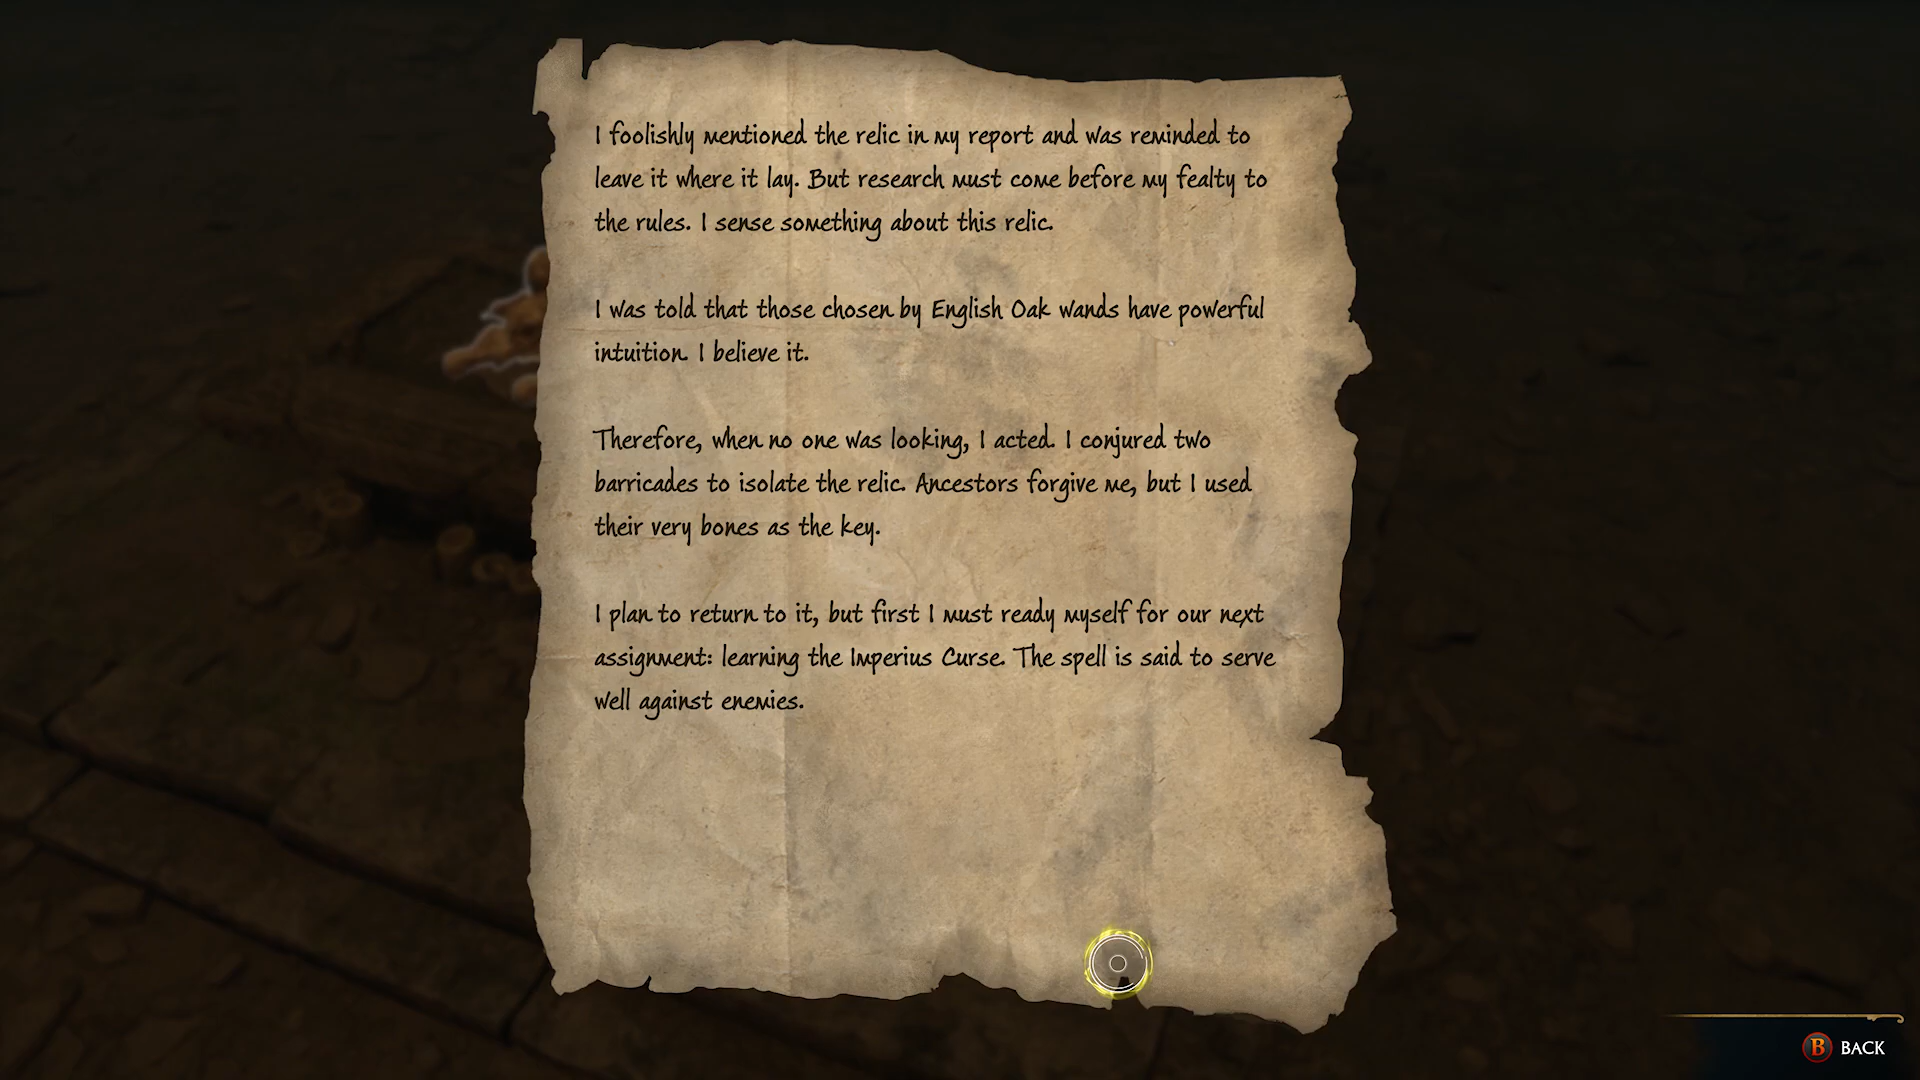 I foolishly mentioned the relic in my report and was reminded to
leave it where it lay. But research must come before my fealty to
the rules. I sense something about this relic.
I was told that those chosen by English Oak wands have powerful
intuition. I believe it.
Therefore, when no one was looking, I acted. I conjured two
barricades to isolate the relic. Ancestors forgive me, but I used
their very bones as the key.
I plan to return to it, but first I must ready myself for our next
assignment: learning the Imperius Curse. The spell is said to serve
well against enemies.
B BACK